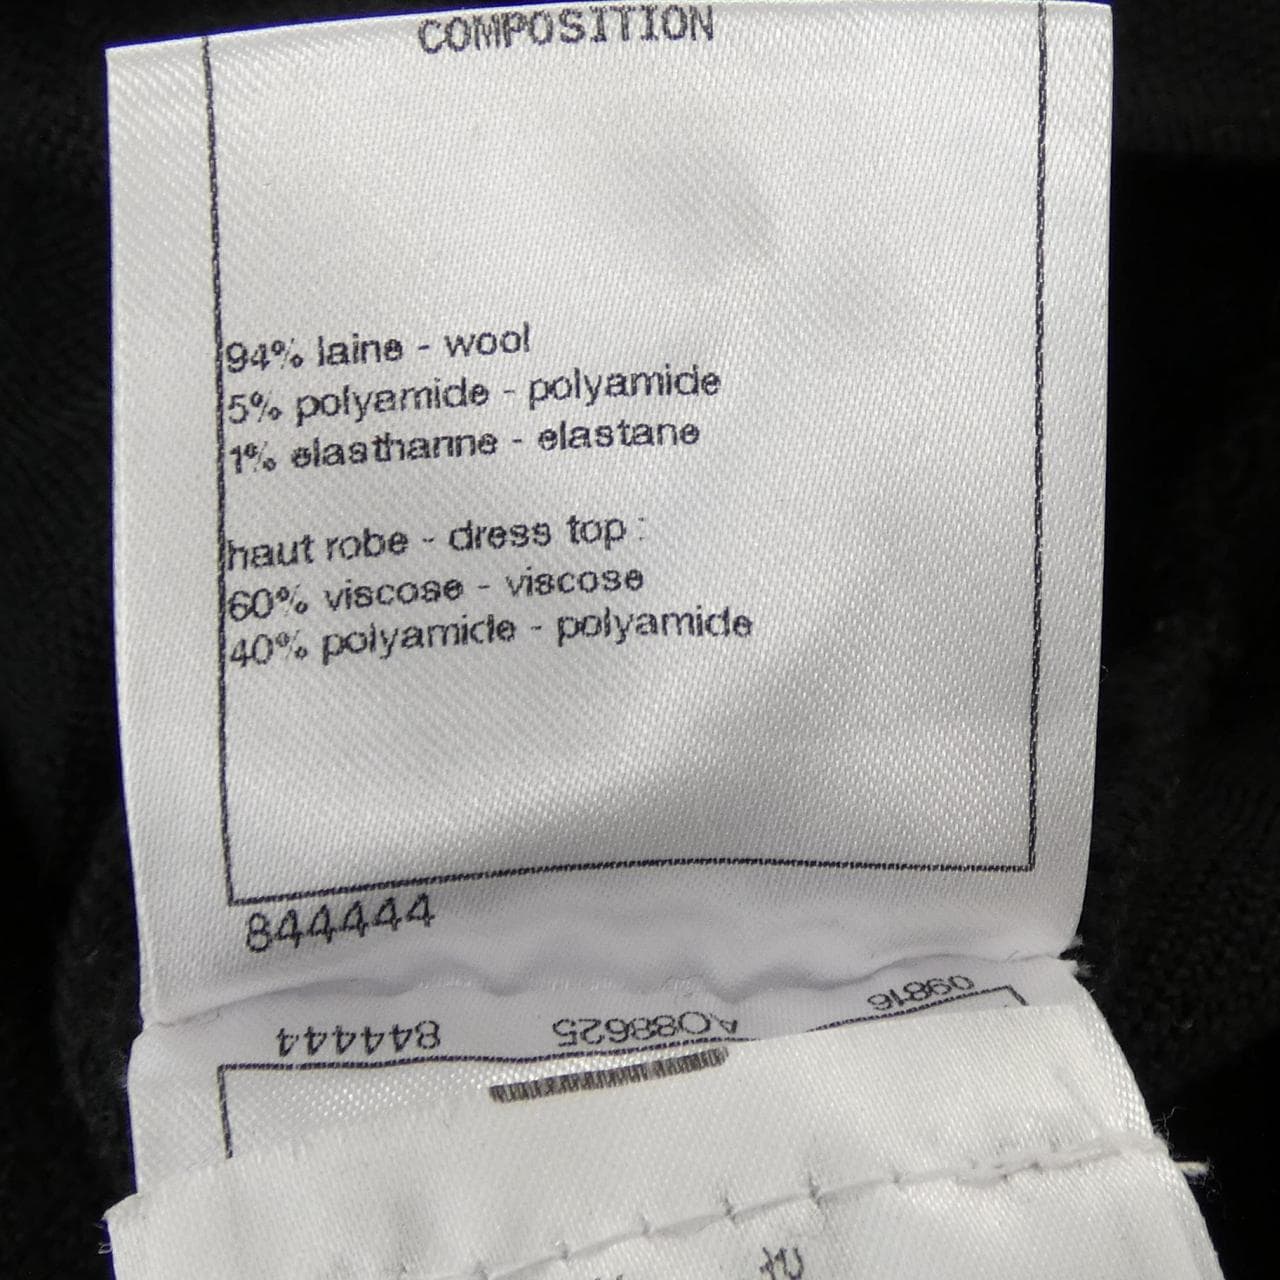 COMPOSITION
94% laine - wool
5% polyamide - polyamide
1% elasthanne - elastane
haut robe - dress top :
60% viscose - viscose
40% polyamide - polyamide
844444
844444 AO88625 09816